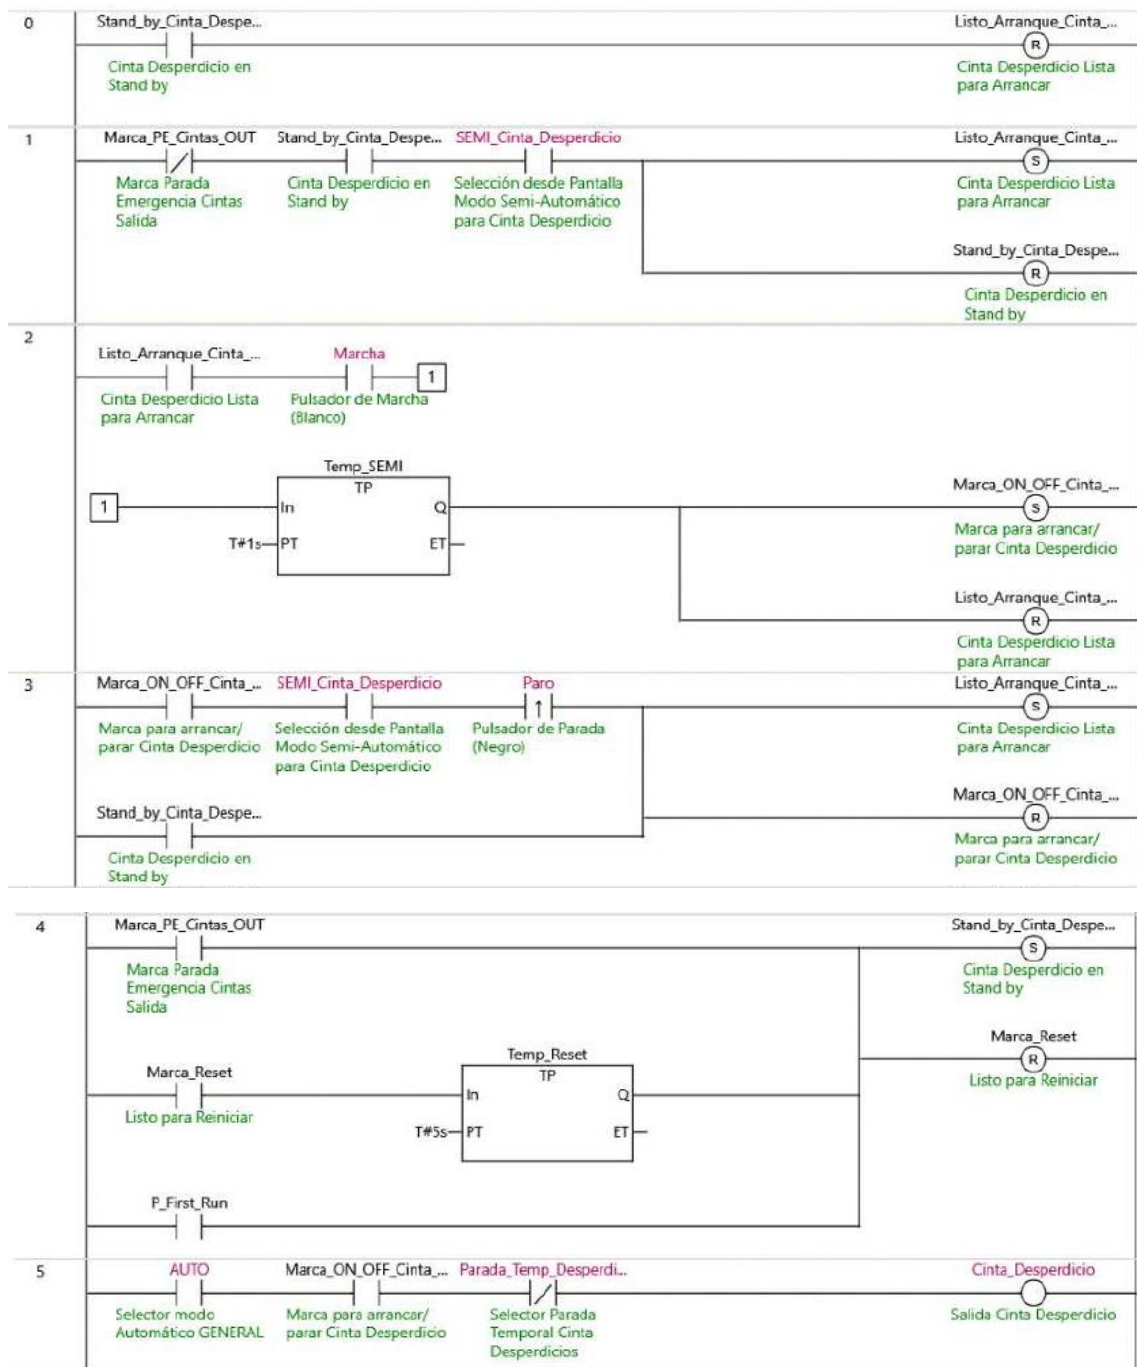 0
Stand_by_Cinta_Despe...
Listo_Arranque_Cinta_...
R
Cinta Desperdicio en
Stand by
Cinta Desperdicio Lista
para Arrancar
1
Marca_PE_Cintas_OUT
Stand_by_Cinta_Despe...
SEMI_Cinta_Desperdicio
Listo_Arranque_Cinta_...
S
Marca Parada
Emergencia Cintas
Salida
Cinta Desperdicio en
Stand by
Selección desde Pantalla
Modo Semi-Automático
para Cinta Desperdicio
Cinta Desperdicio Lista
para Arrancar
Stand_by_Cinta_Despe...
R
Cinta Desperdicio en
Stand by
2
Listo_Arranque_Cinta_...
Marcha
1
Cinta Desperdicio Lista
para Arrancar
Pulsador de Marcha
(Blanco)
Temp_SEMI
TP
1
In
Q
T#1s
PT
ET
Marca_ON_OFF_Cinta_...
S
Marca para arrancar/
parar Cinta Desperdicio
Listo_Arranque_Cinta_...
R
Cinta Desperdicio Lista
para Arrancar
3
Marca_ON_OFF_Cinta_...
SEMI_Cinta_Desperdicio
Paro
Listo_Arranque_Cinta_...
S
Marca para arrancar/
parar Cinta Desperdicio
Selección desde Pantalla
Modo Semi-Automático
para Cinta Desperdicio
Pulsador de Parada
(Negro)
Cinta Desperdicio Lista
para Arrancar
Stand_by_Cinta_Despe...
Marca_ON_OFF_Cinta_...
R
Cinta Desperdicio en
Stand by
Marca para arrancar/
parar Cinta Desperdicio
4
Marca_PE_Cintas_OUT
Stand_by_Cinta_Despe...
S
Marca Parada
Emergencia Cintas
Salida
Cinta Desperdicio en
Stand by
Marca_Reset
R
Listo para Reiniciar
Marca_Reset
Listo para Reiniciar
Temp_Reset
TP
In
Q
T#5s
PT
ET
P_First_Run
5
AUTO
Marca_ON_OFF_Cinta_...
Parada_Temp_Desperdi...
Cinta_Desperdicio
Selector modo
Automático GENERAL
Marca para arrancar/
parar Cinta Desperdicio
Selector Parada
Temporal Cinta
Desperdicios
Salida Cinta Desperdicio